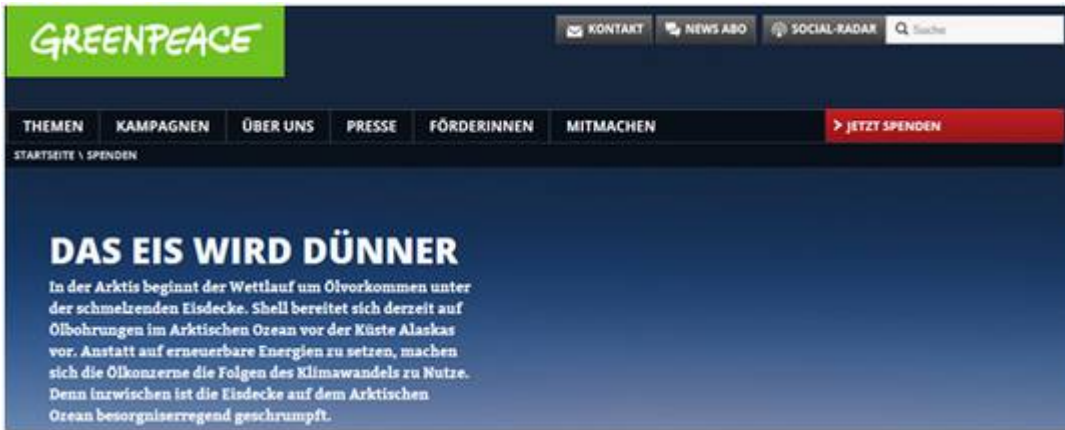 GREENPEACE
KONTAKT NEWS ABO SOCIAL-RADAR Suche
THEMEN KAMPAGNEN ÜBER UNS PRESSE FÖRDERINNEN MITMACHEN > JETZT SPENDEN
STARTSEITE \ SPENDEN
DAS EIS WIRD DÜNNER
In der Arktis beginnt der Wettlauf um Ölvorkommen unter
der schmelzenden Eisdecke. Shell bereitet sich derzeit auf
Ölbohrungen im Arktischen Ozean vor der Küste Alaskas
vor. Anstatt auf erneuerbare Energien zu setzen, machen
sich die Ölkonzerne die Folgen des Klimawandels zu Nutze.
Denn inzwischen ist die Eisdecke auf dem Arktischen
Ozean besorgniserregend geschrumpft.